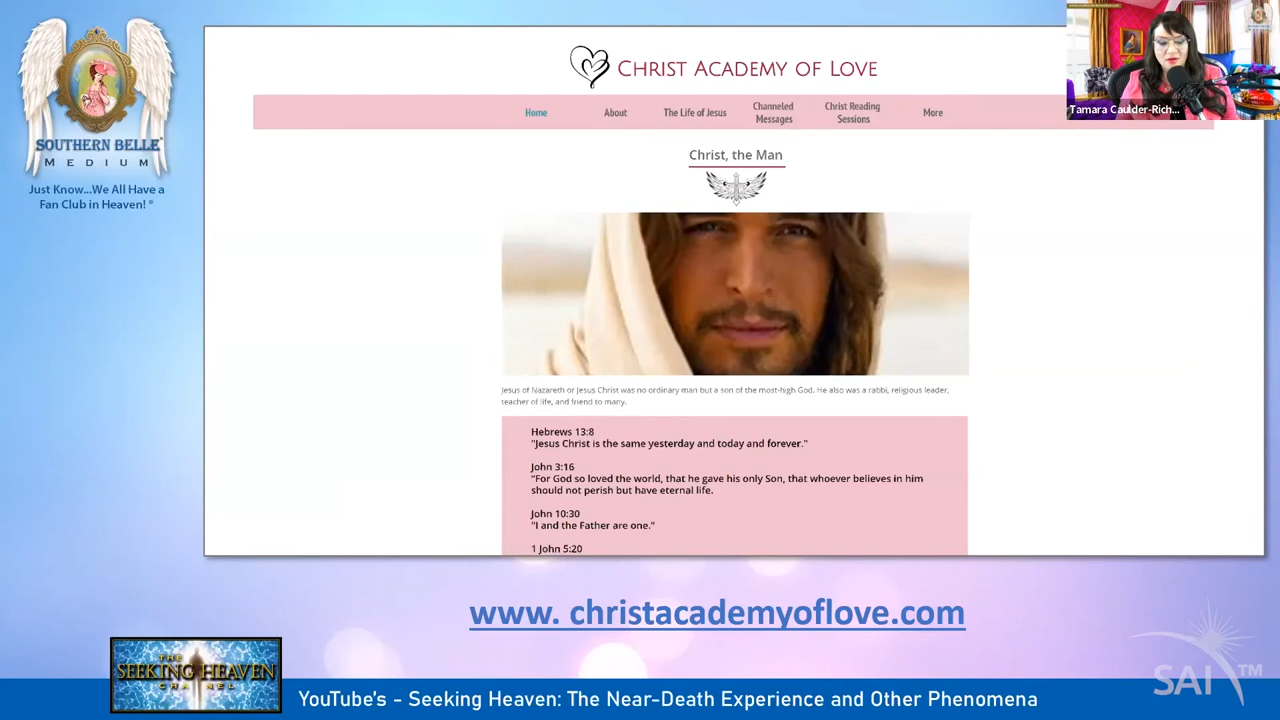 SOUTHERN BELLE®
MEDIUM
Just Know...We All Have a
Fan Club in Heaven! ®
CHRIST ACADEMY OF LOVE
Home
About
The Life of Jesus
Channeled
Messages
Christ Reading
Sessions
More
Tamara Caulder-Rich...
Christ, the Man
Jesus of Nazareth or Jesus Christ was no ordinary man but a son of the most-high God. He also was a rabbi, religious leader,
teacher of life, and friend to many.
Hebrews 13:8
"Jesus Christ is the same yesterday and today and forever."
John 3:16
"For God so loved the world, that he gave his only Son, that whoever believes in him
should not perish but have eternal life.
John 10:30
"I and the Father are one."
1 John 5:20
www. christacademyoflove.com
THE
SEEKING HEAVEN
CHANNEL
YouTube's - Seeking Heaven: The Near-Death Experience and Other Phenomena
SAI™